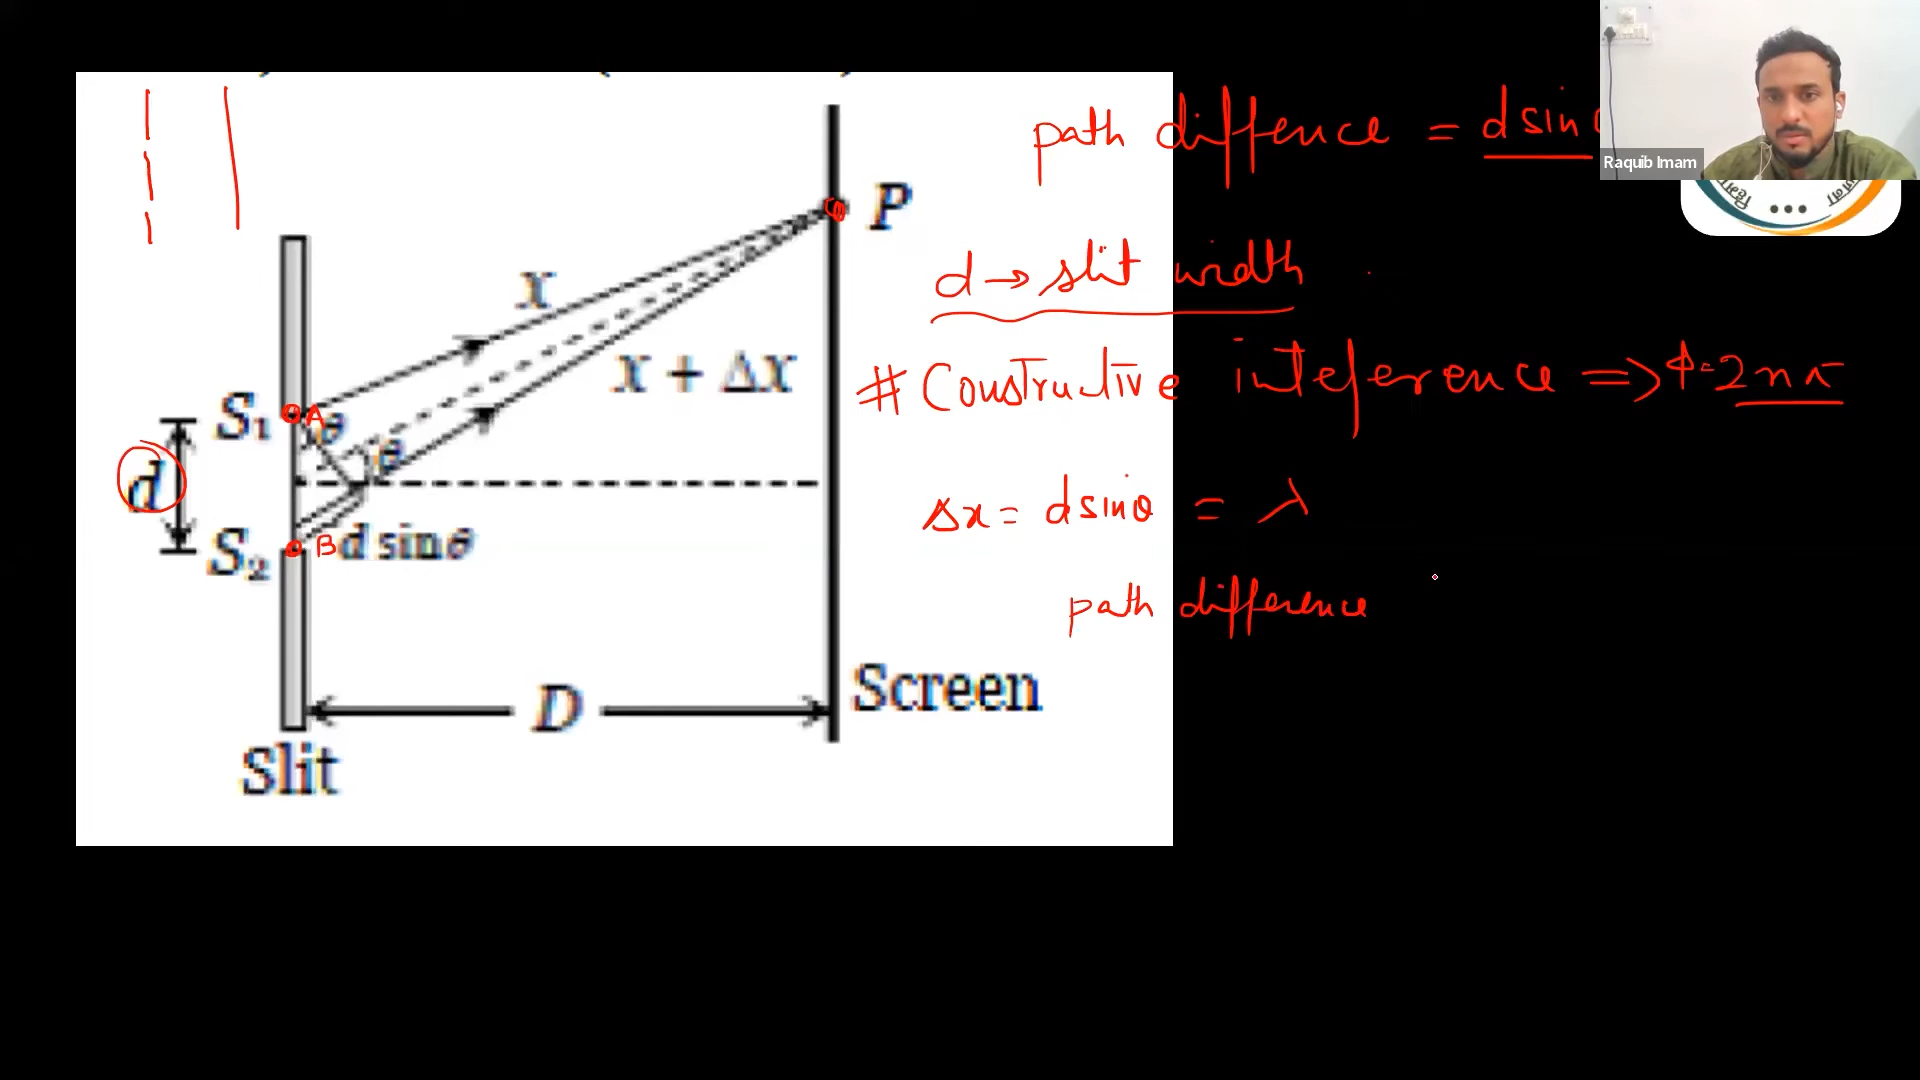 path diffence = d sin
Raquib Imam
P
d → slit width
x
x + Δx
# Constructive inteference => ϕ = 2nπ
S₁
A
θ
θ
d
Δx = d sinθ = λ
S₂
B
d sinθ
path difference
D
Screen
Slit